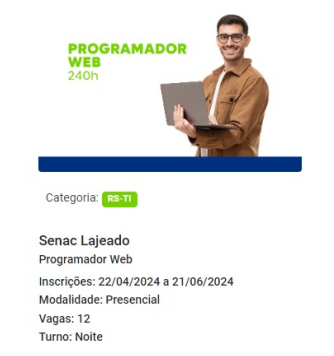 PROGRAMADOR
WEB
240h
Categoria: RS-TI
Senac Lajeado
Programador Web
Inscrições: 22/04/2024 a 21/06/2024
Modalidade: Presencial
Vagas: 12
Turno: Noite